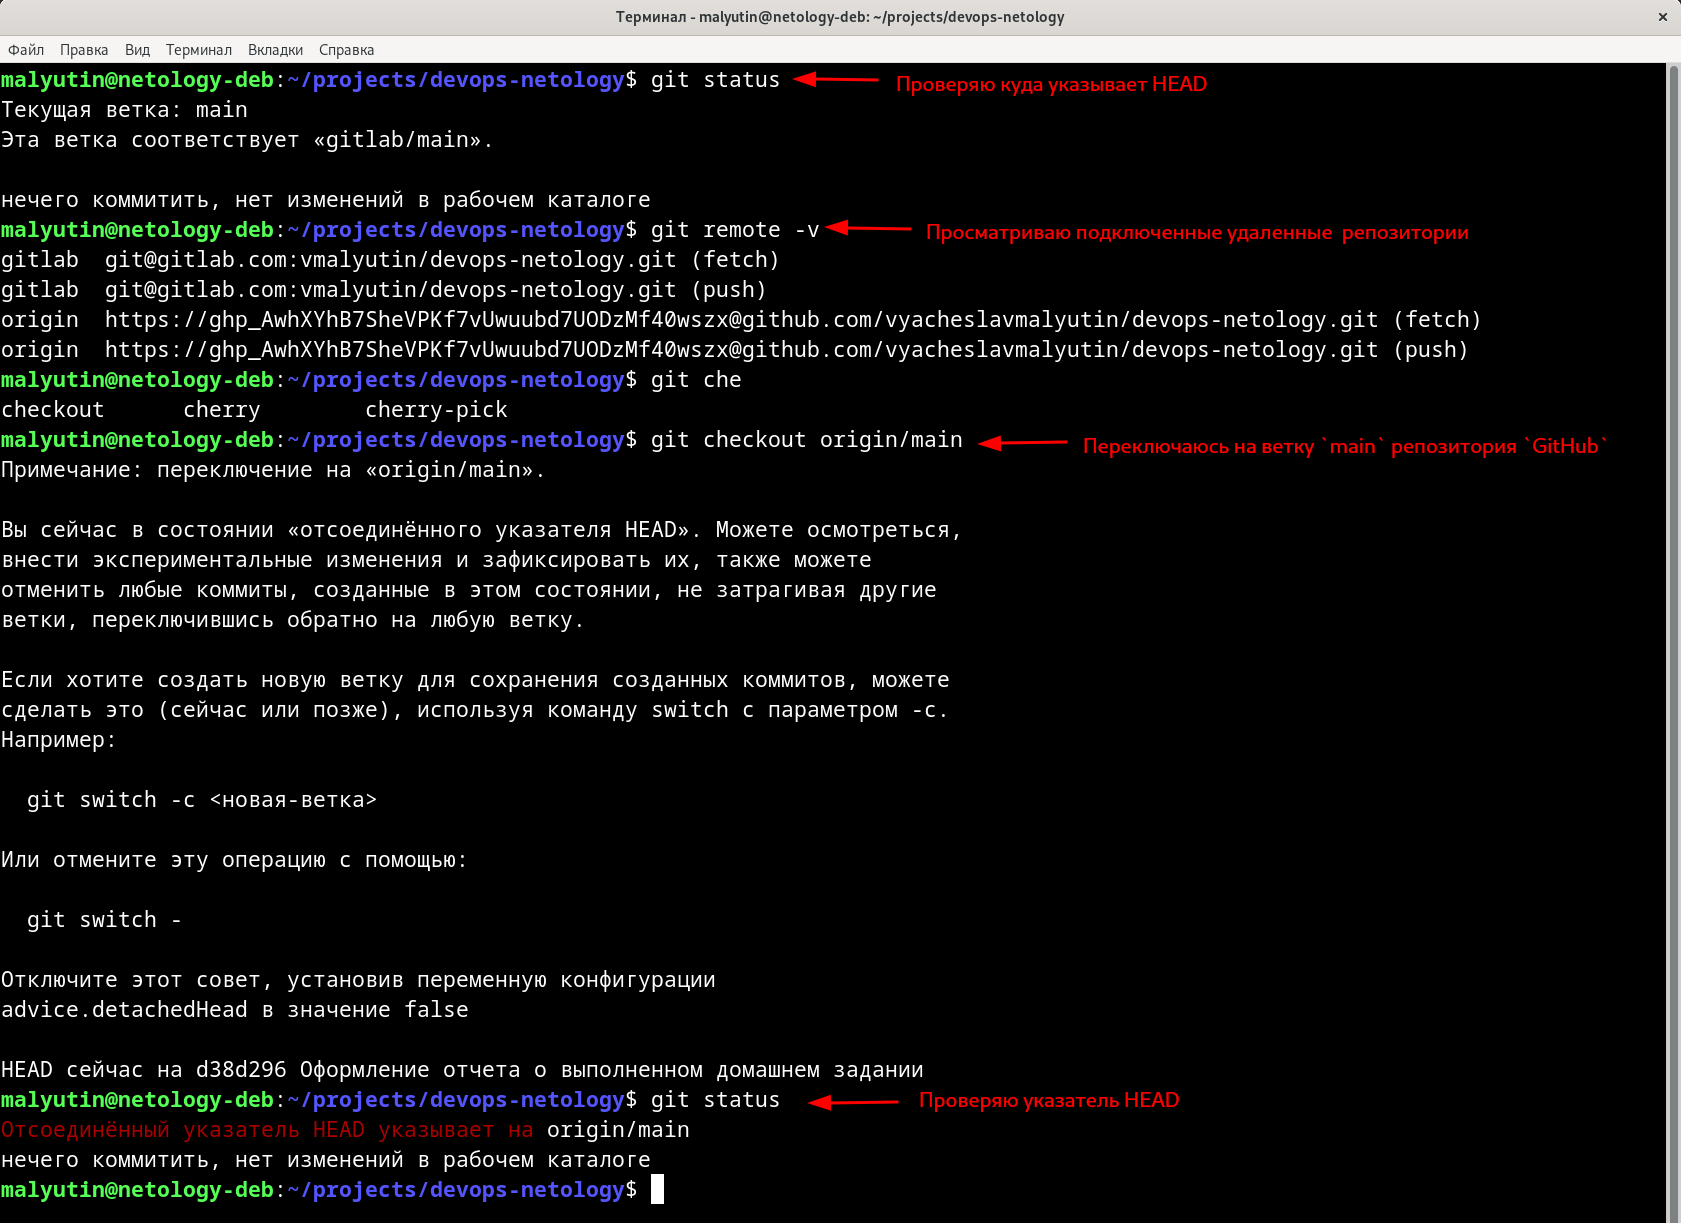 Терминал - malyutin@netology-deb: ~/projects/devops-netology
Файл Правка Вид Терминал Вкладки Справка
malyutin@netology-deb:~/projects/devops-netology$ git status Проверяю куда указывает HEAD
Текущая ветка: main
Эта ветка соответствует «gitlab/main».
нечего коммитить, нет изменений в рабочем каталоге
malyutin@netology-deb:~/projects/devops-netology$ git remote -v Просматриваю подключенные удаленные репозитории
gitlab git@gitlab.com:vmalyutin/devops-netology.git (fetch)
gitlab git@gitlab.com:vmalyutin/devops-netology.git (push)
origin https://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@github.com/vyacheslavmalyutin/devops-netology.git (fetch)
origin https://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@github.com/vyacheslavmalyutin/devops-netology.git (push)
malyutin@netology-deb:~/projects/devops-netology$ git che
checkout cherry cherry-pick
malyutin@netology-deb:~/projects/devops-netology$ git checkout origin/main Переключаюсь на ветку `main` репозитория `GitHub`
Примечание: переключение на «origin/main».
Вы сейчас в состоянии «отсоединённого указателя HEAD». Можете осмотреться,
внести экспериментальные изменения и зафиксировать их, также можете
отменить любые коммиты, созданные в этом состоянии, не затрагивая другие
ветки, переключившись обратно на любую ветку.
Если хотите создать новую ветку для сохранения созданных коммитов, можете
сделать это (сейчас или позже), используя команду switch с параметром -c.
Например:
git switch -c <новая-ветка>
Или отмените эту операцию с помощью:
git switch -
Отключите этот совет, установив переменную конфигурации
advice.detachedHead в значение false
HEAD сейчас на d38d296 Оформление отчета о выполненном домашнем задании
malyutin@netology-deb:~/projects/devops-netology$ git status Проверяю указатель HEAD
Отсоединённый указатель HEAD указывает на origin/main
нечего коммитить, нет изменений в рабочем каталоге
malyutin@netology-deb:~/projects/devops-netology$